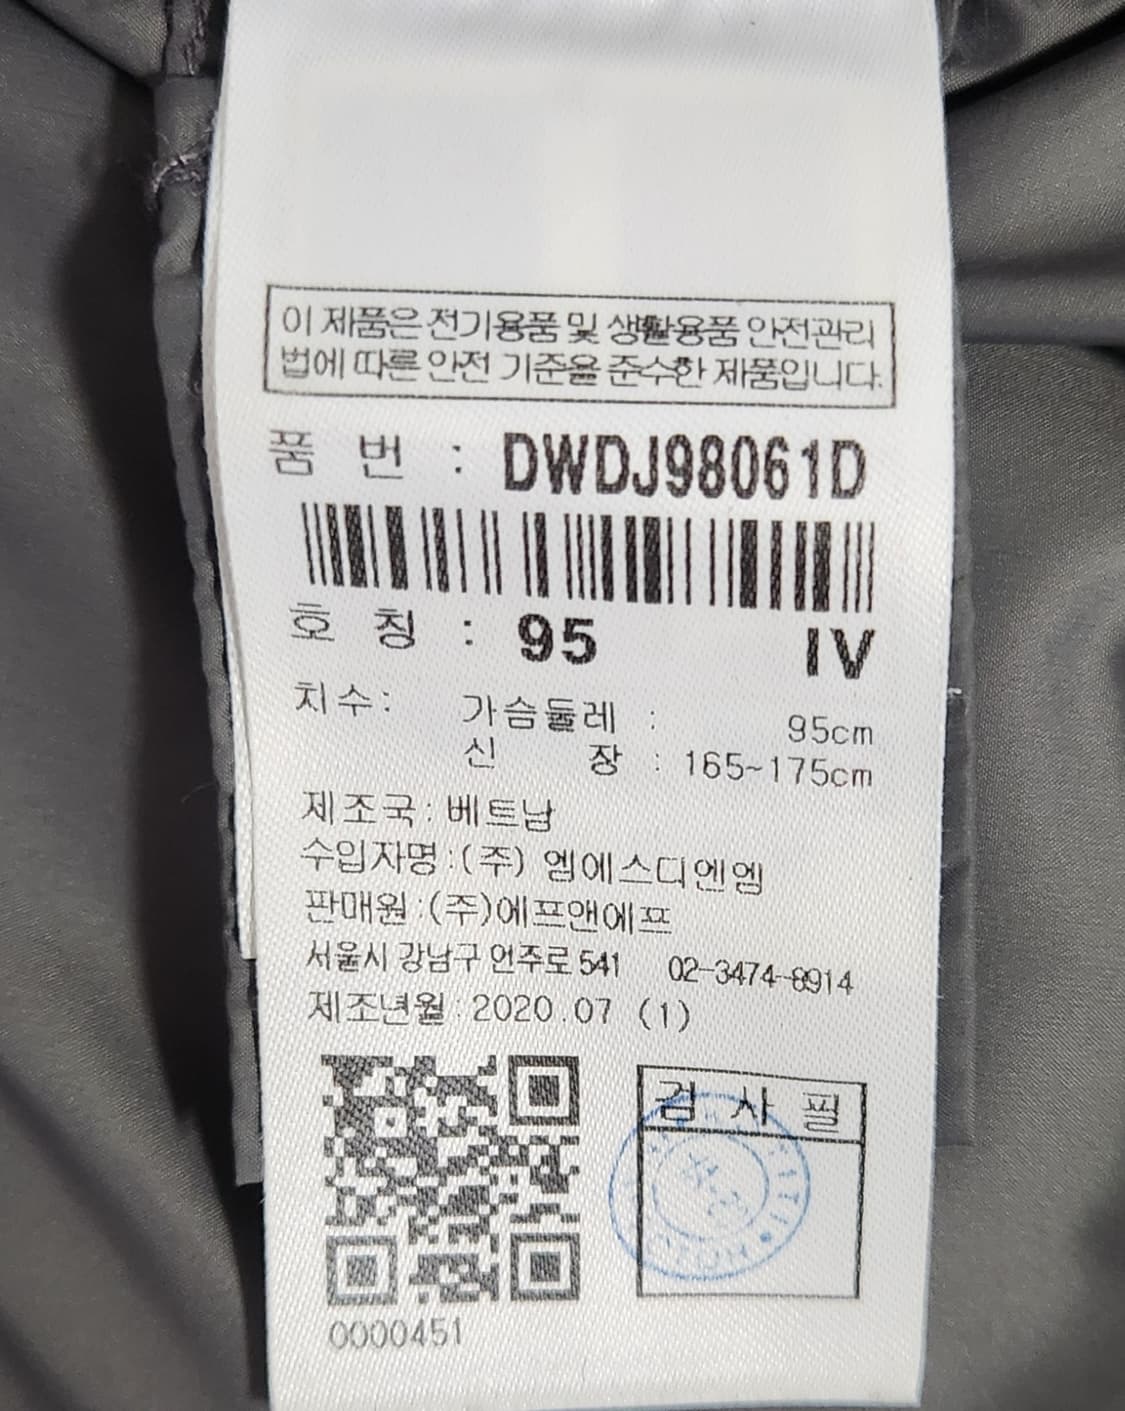 이 제품은 전기용품 및 생활용품 안전관리
법에 따른 안전 기준을 준수한 제품입니다.
품 번 : DWDJ98061D
호 칭 : 95 IV
치수: 가슴둘레 : 95cm
신 장 : 165~175cm
제조국: 베트남
수입자명:(주) 엠에스디엔엠
판매원:(주)에프앤에프
서울시 강남구 언주로 541 02-3474-8914
제조년월:2020.07 (1)
검 사 필
0000451